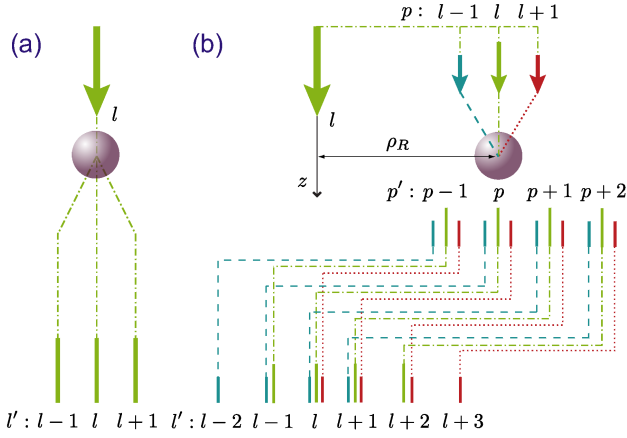 (a)
l
l′ : l − 1 l l + 1
(b)
p : l − 1 l l + 1
l
ρ_R
z
p′ : p − 1 p p + 1 p + 2
l′ : l − 2 l − 1 l l + 1 l + 2 l + 3